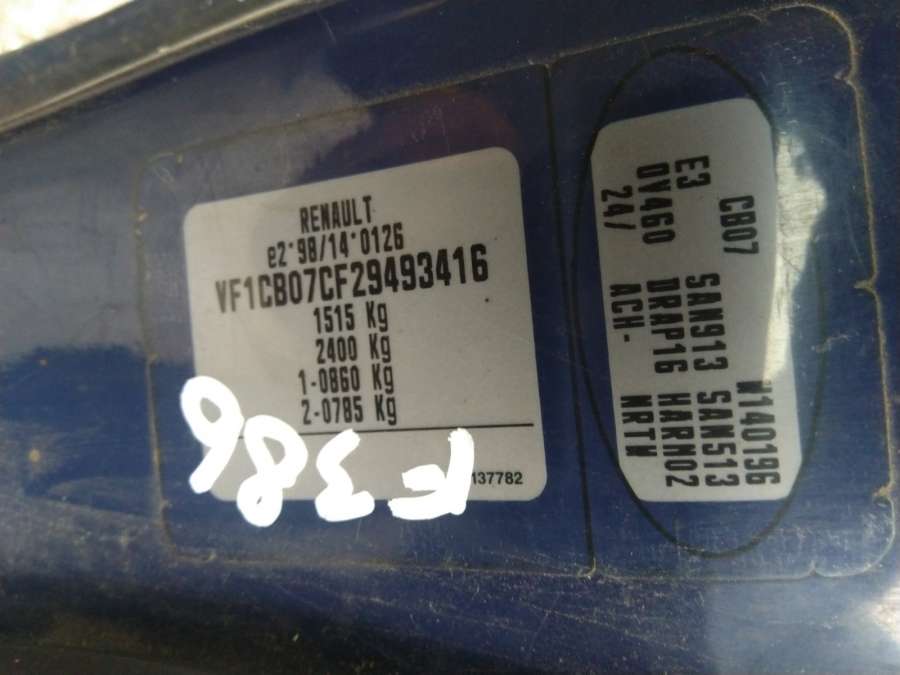 RENAULT
e2*98/14*0126
VF1CB07CF29493416
1515 Kg
2400 Kg
1-0860 Kg
2-0785 Kg
137782
F386
CB07 W140196
SAN913 SAN513
E3 DRAP16 HARN02
0V460 ACH- NRTN
24/